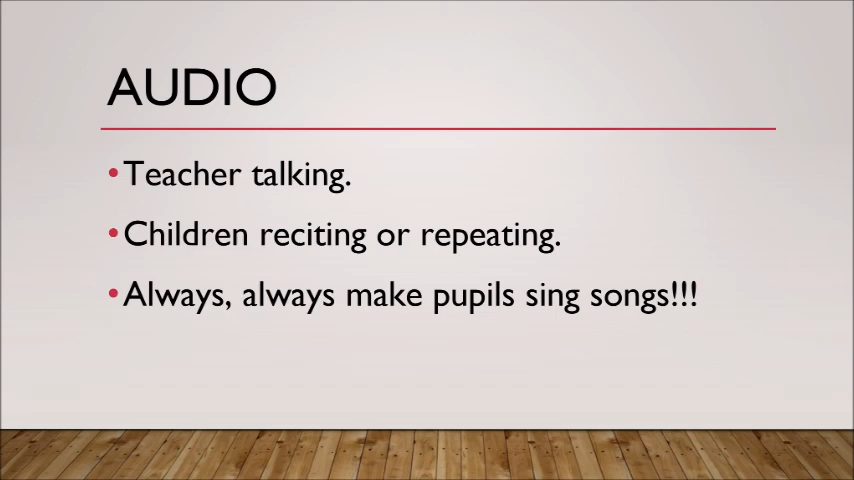 AUDIO
•Teacher talking.
•Children reciting or repeating.
•Always, always make pupils sing songs!!!